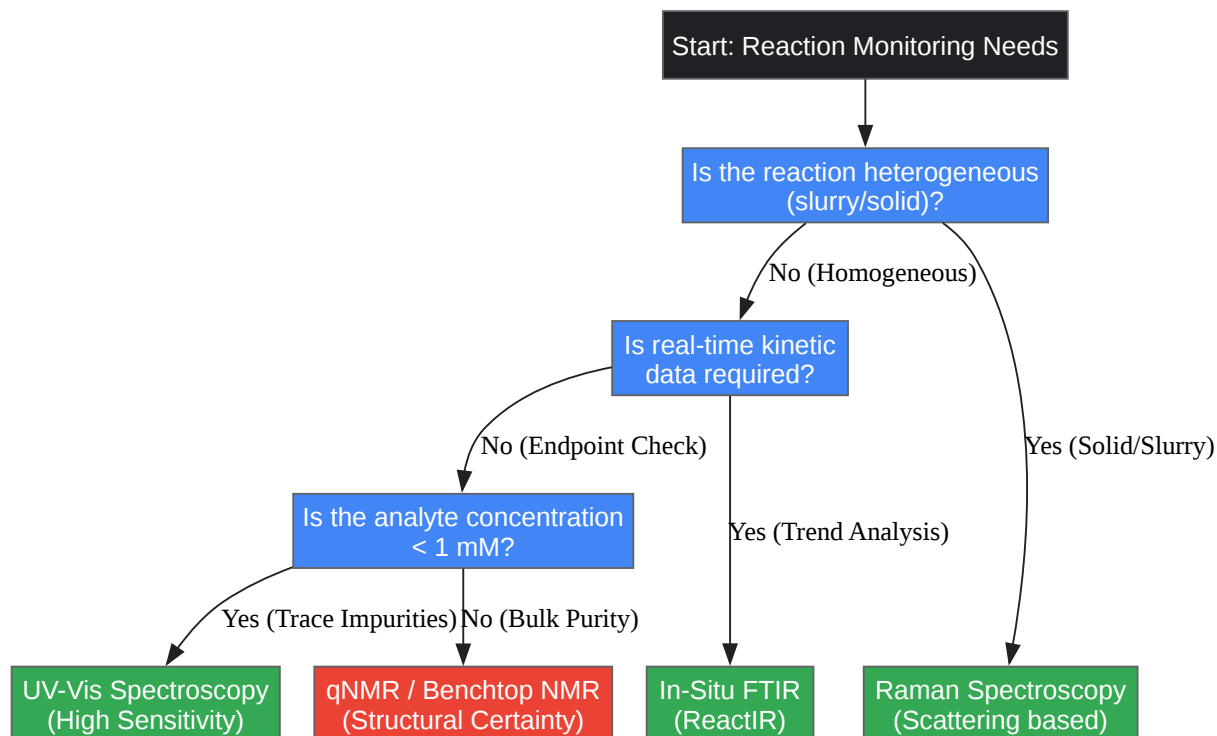 Start: Reaction Monitoring Needs
Is the reaction heterogeneous
(slurry/solid)?
No (Homogeneous)
Is real-time kinetic
data required?
No (Endpoint Check)
Yes (Solid/Slurry)
Is the analyte concentration
< 1 mM?
Yes (Trend Analysis)
Yes (Trace Impurities)
No (Bulk Purity)
UV-Vis Spectroscopy
(High Sensitivity)
qNMR / Benchtop NMR
(Structural Certainty)
In-Situ FTIR
(ReactIR)
Raman Spectroscopy
(Scattering based)